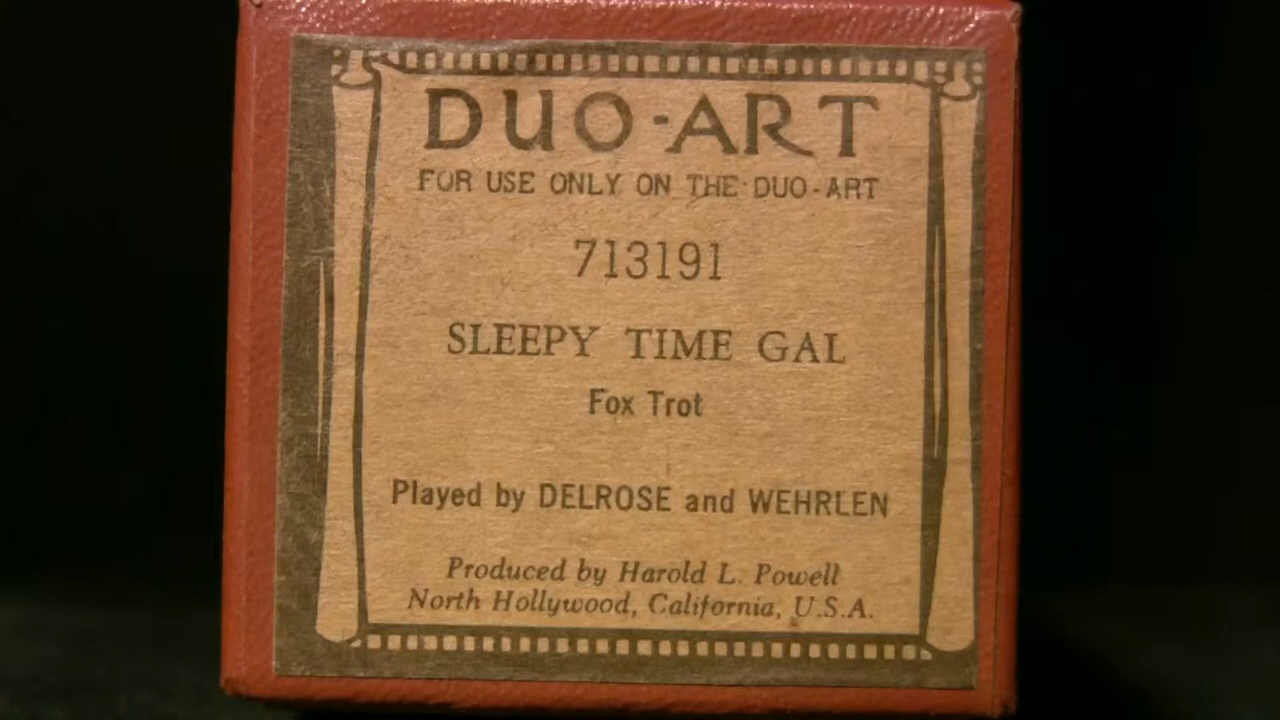 DUO-ART
FOR USE ONLY ON THE DUO-ART
713191
SLEEPY TIME GAL
Fox Trot
Played by DELROSE and WEHRLEN
Produced by Harold L. Powell
North Hollywood, California, U.S.A.